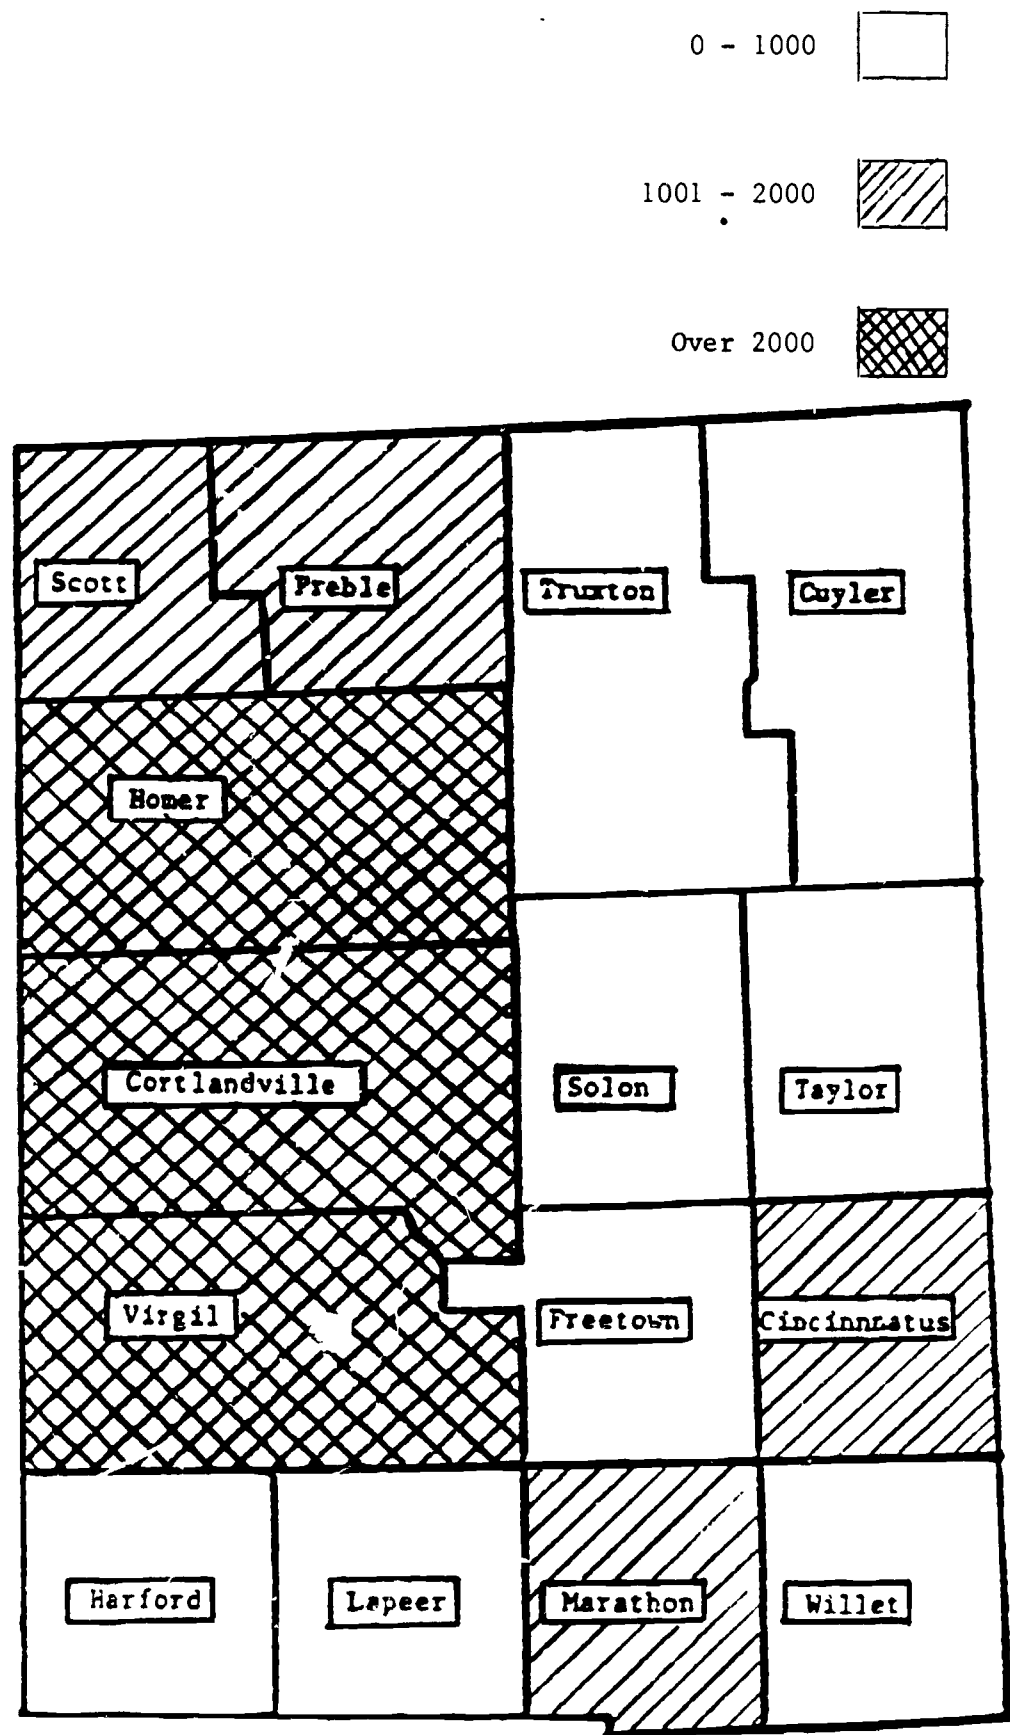 0 - 1000
1001 - 2000
Over 2000
Scott
Preble
Truxton
Cuyler
Homer
Cortlandville
Solon
Taylor
Virgil
Freetown
Cincinnatus
Harford
Lapeer
Marathon
Willet